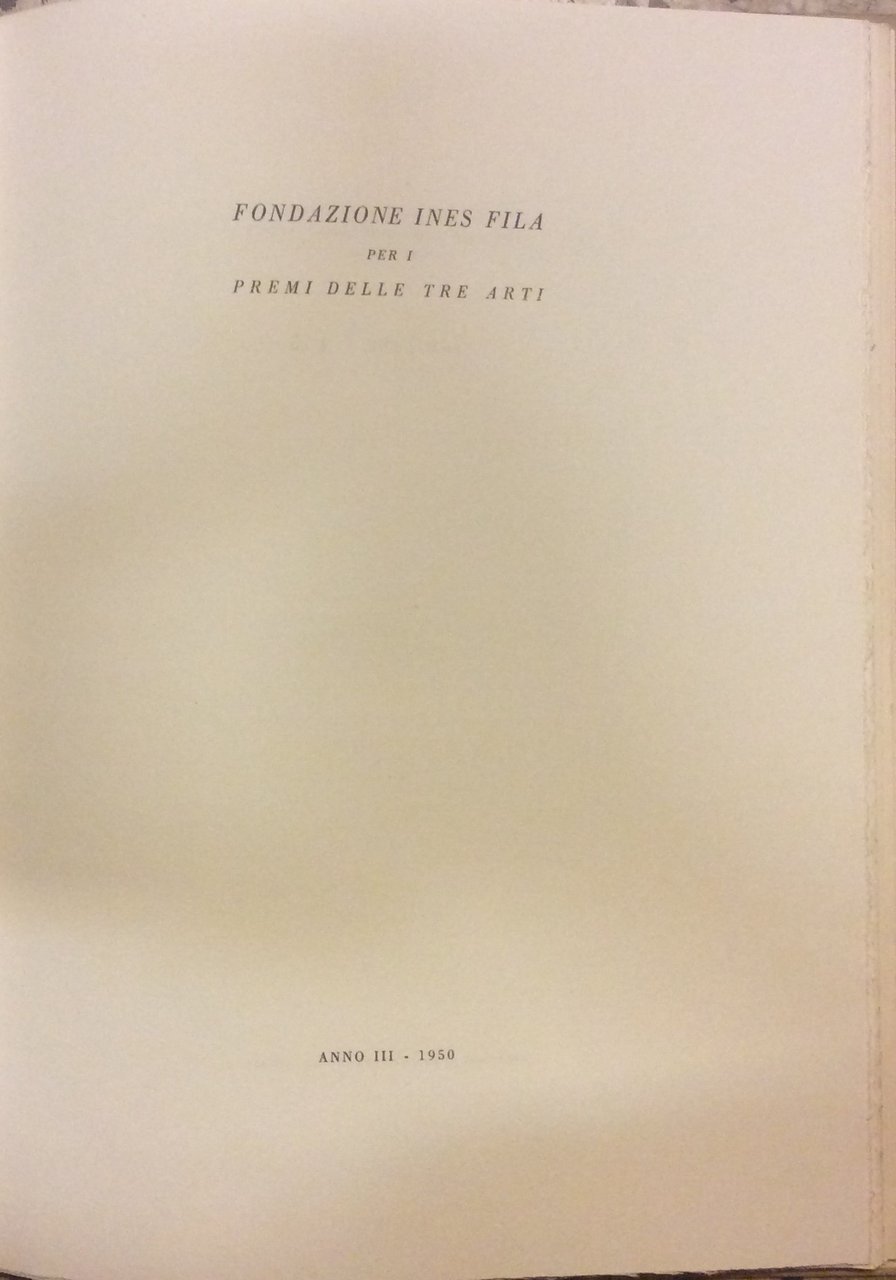 FONDAZIONE INES FILA
PER I
PREMI DELLE TRE ARTI
ANNO III - 1950